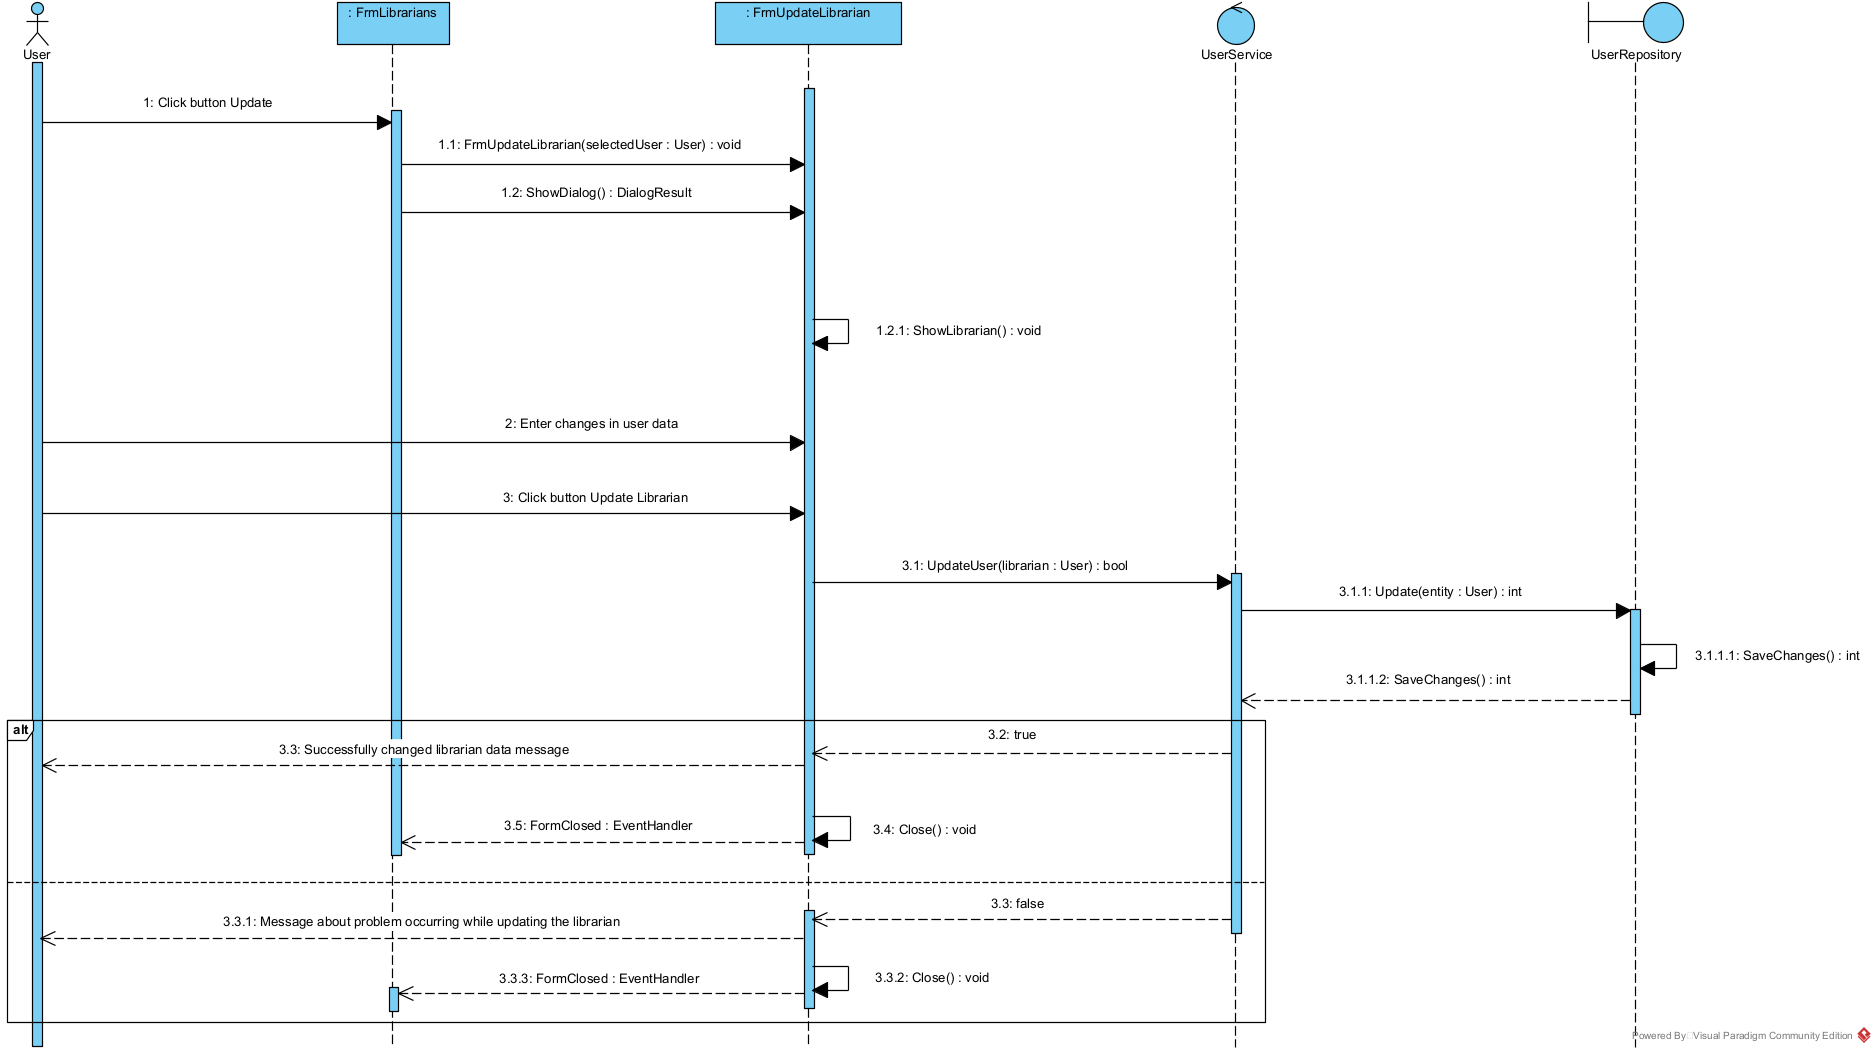 : FrmLibrarians
: FrmUpdateLibrarian
User
UserService
UserRepository
1: Click button Update
1.1: FrmUpdateLibrarian(selectedUser : User) : void
1.2: ShowDialog() : DialogResult
1.2.1: ShowLibrarian() : void
2: Enter changes in user data
3: Click button Update Librarian
3.1: UpdateUser(librarian : User) : bool
3.1.1: Update(entity : User) : int
3.1.1.1: SaveChanges() : int
3.1.1.2: SaveChanges() : int
alt
3.2: true
3.3: Successfully changed librarian data message
3.5: FormClosed : EventHandler
3.4: Close() : void
3.3: false
3.3.1: Message about problem occurring while updating the librarian
3.3.3: FormClosed : EventHandler
3.3.2: Close() : void
Powered By Visual Paradigm Community Edition